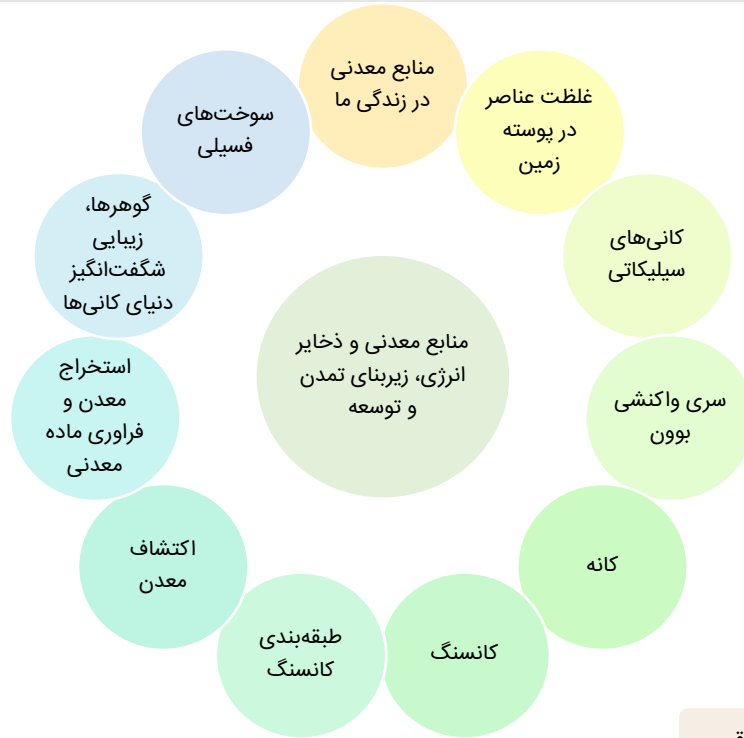 منابع معدنی
در زندگی ما
غلظت عناصر
در پوسته
زمین
کانی‌های
سیلیکاتی
سری واکنشی
بوون
کانه
کانسنگ
طبقه‌بندی
کانسنگ
اکتشاف
معدن
استخراج
معدن و
فراوری ماده
معدنی
گوهرها،
زیبایی
شگفت‌انگیز
دنیای کانی‌ها
سوخت‌های
فسیلی
منابع معدنی و ذخایر
انرژی، زیربنای تمدن
و توسعه